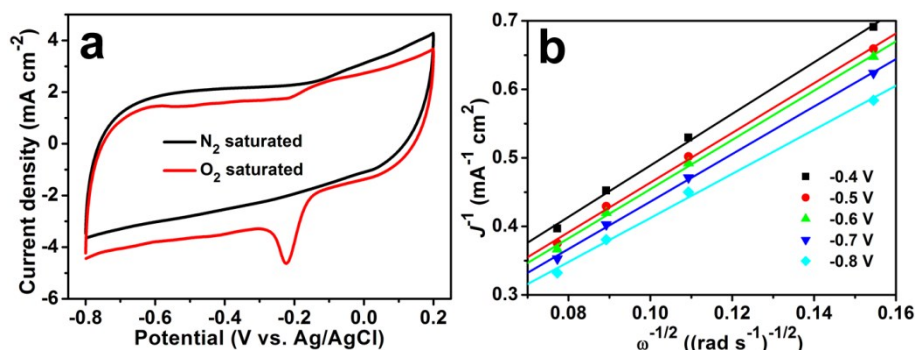 a
Current density (mA cm⁻²)
6
4
2
0
-2
-4
-6
N₂ saturated
O₂ saturated
-0.8 -0.6 -0.4 -0.2 0.0 0.2
Potential (V vs. Ag/AgCl)
b
J⁻¹ (mA⁻¹ cm²)
0.7
0.6
0.5
0.4
0.3
-0.4 V
-0.5 V
-0.6 V
-0.7 V
-0.8 V
0.08 0.10 0.12 0.14 0.16
ω⁻¹/² ((rad s⁻¹)⁻¹/²)